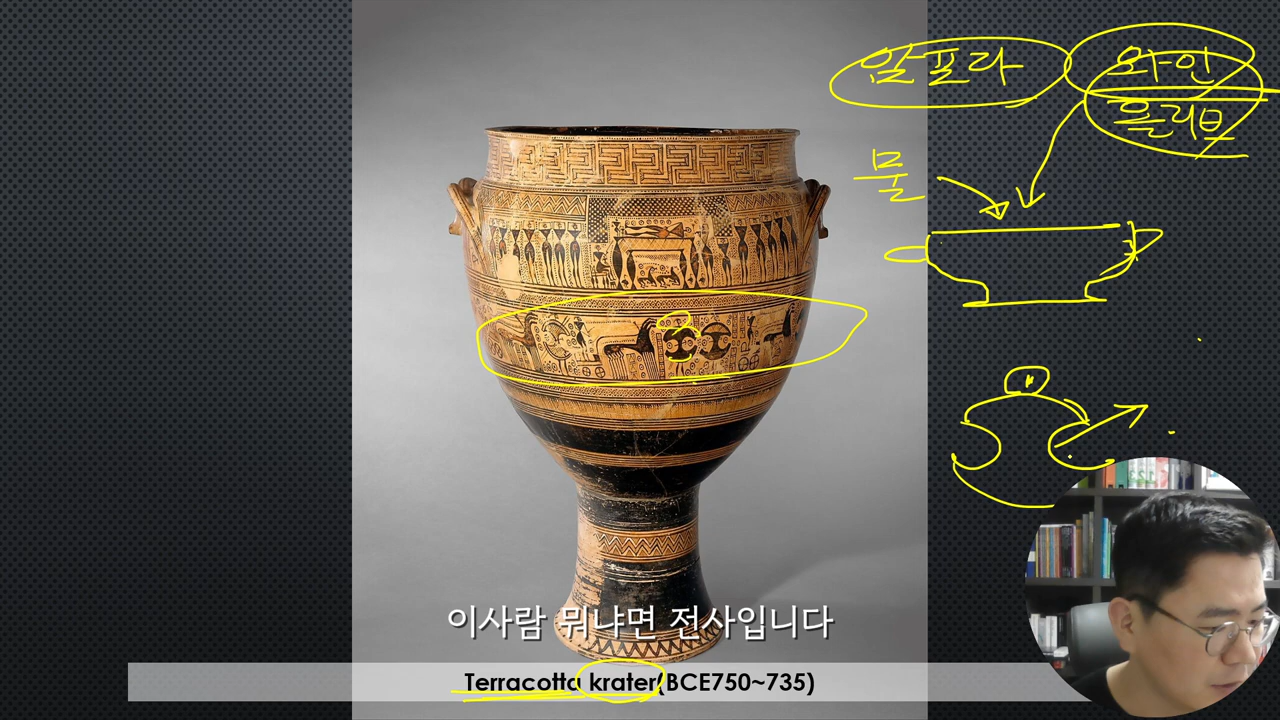 암포라 와인
올리브
물
이사람 뭐냐면 전사입니다
Terracotta krater(BCE750~735)